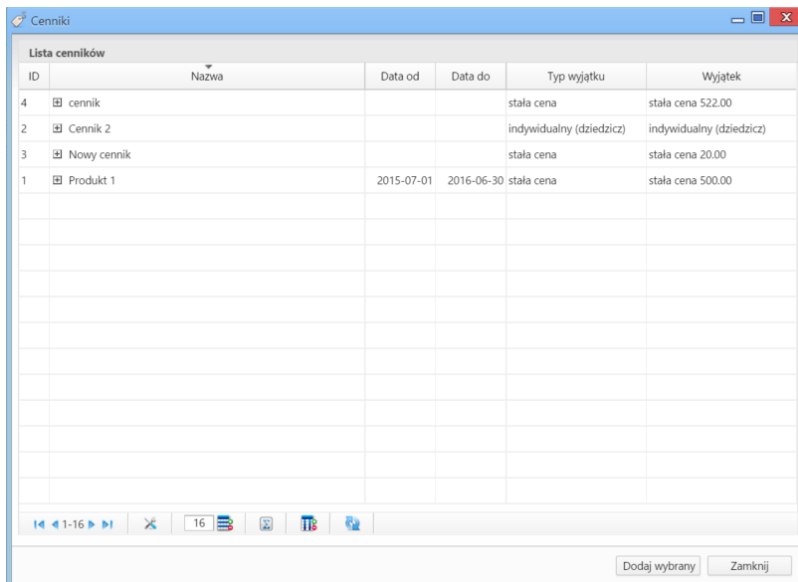 Cenniki
Lista cenników
ID Nazwa Data od Data do Typ wyjątku Wyjątek
4 cennik stała cena stała cena 522.00
2 Cennik 2 indywidualny (dziedzicz) indywidualny (dziedzicz)
3 Nowy cennik stała cena stała cena 20.00
1 Produkt 1 2015-07-01 2016-06-30 stała cena stała cena 500.00
1-16 16
Dodaj wybrany Zamknij